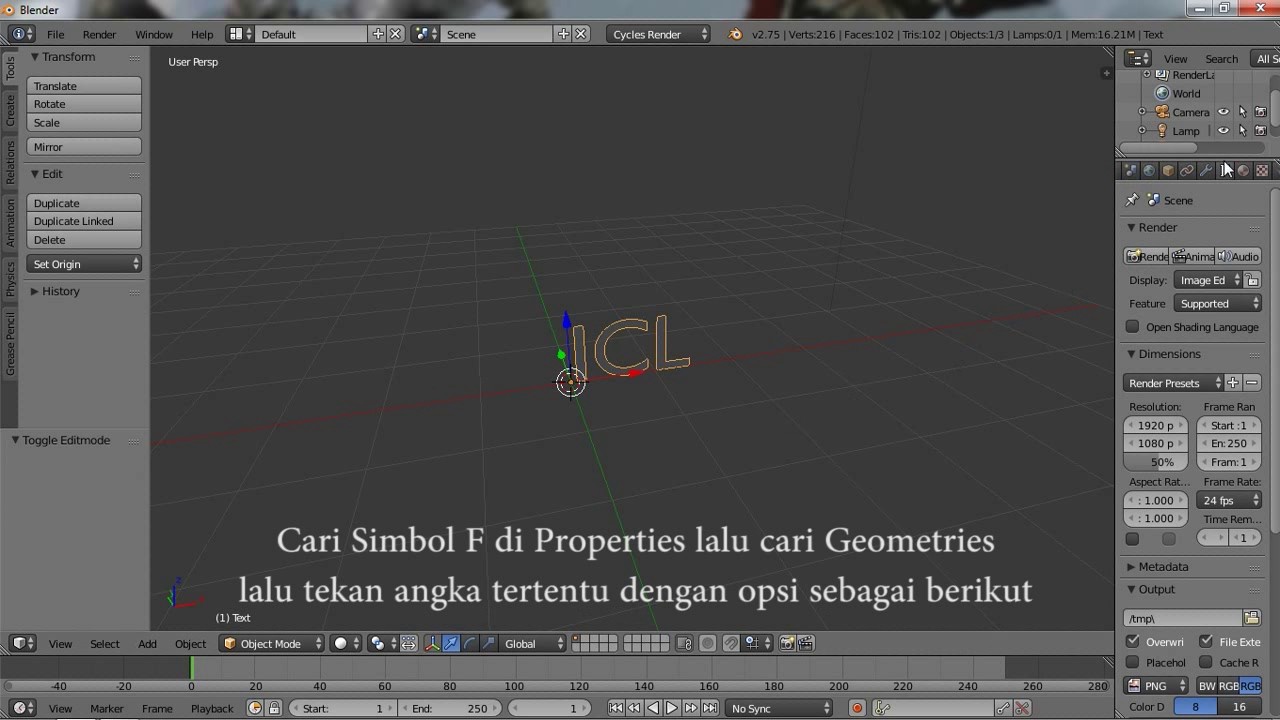 Blender
File Render Window Help Default Scene Cycles Render v2.75 | Verts:216 | Faces:102 | Tris:102 | Objects:1/3 | Lamps:0/1 | Mem:16.21M | Text
Transform
Translate
Rotate
Scale
Mirror
Edit
Duplicate
Duplicate Linked
Delete
Set Origin
History
Tools
Create
Relations
Animation
Physics
Grease Pencil
Toggle Editmode
User Persp
JCL
Cari Simbol F di Properties lalu cari Geometries
lalu tekan angka tertentu dengan opsi sebagai berikut
(1) Text
View Search All S
RenderLa
World
Camera
Lamp
Scene
Render
Rende Anima Audio
Display: Image Ed
Feature Supported
Open Shading Language
Dimensions
Render Presets
Resolution: Frame Ran
1920 p Start :1
1080 p En: 250
50% Fram: 1
Aspect Rat... Frame Rate:
: 1.000 24 fps
: 1.000 Time Rem...
1
Metadata
Output
/tmp\
Overwri File Exte
Placehol Cache R
PNG BW RGB RGB
Color D 8 16
View Select Add Object Object Mode Global
-40 -20 0 20 40 60 80 100 120 140 160 180 200 220 240 260 280
View Marker Frame Playback Start: 1 End: 250 1 No Sync